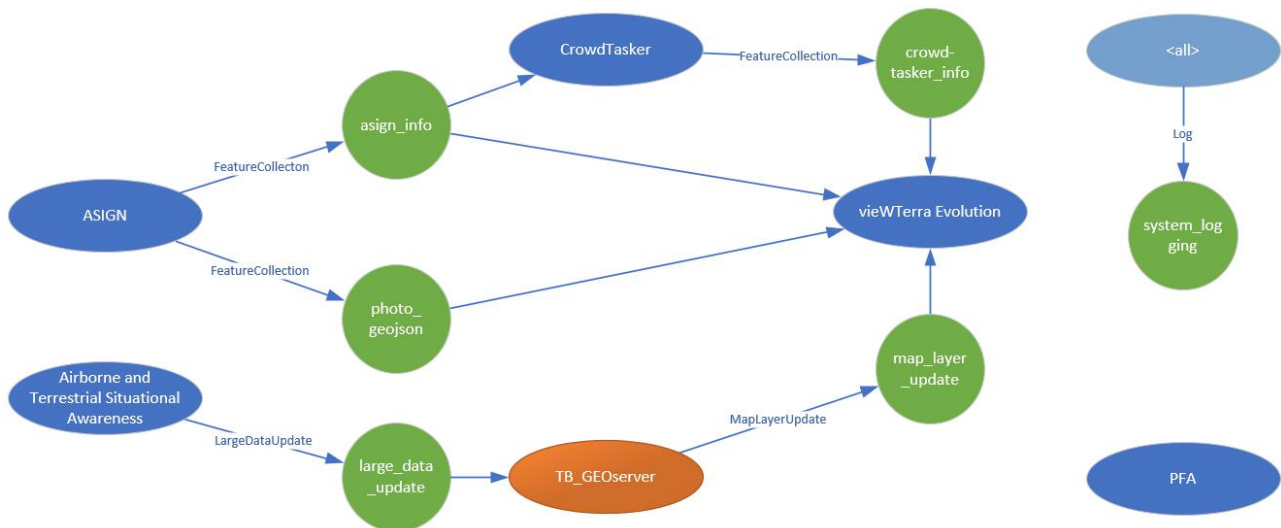 CrowdTasker
FeatureCollection
crowd-
tasker_info
<all>
asign_info
Log
FeatureCollecton
ASIGN
vieWTerra Evolution
system_log
ging
FeatureCollection
photo_
geojson
Airborne and
Terrestrial Situational
Awareness
map_layer
_update
MapLayerUpdate
LargeDataUpdate
large_data
_update
TB_GEOserver
PFA